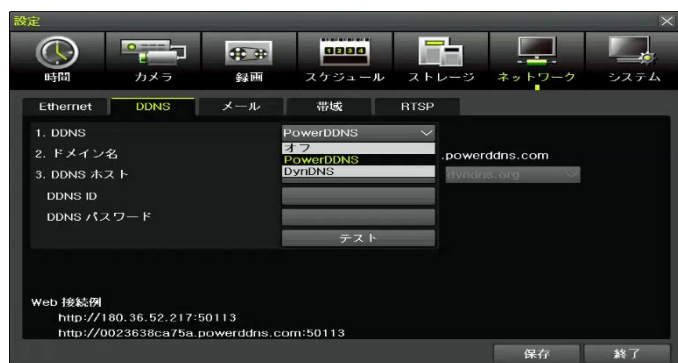 設定
時間 カメラ 録画 スケジュール ストレージ ネットワーク システム
Ethernet DDNS メール 帯域 RTSP
1. DDNS PowerDDNS
オフ
2. ドメイン名 PowerDDNS .powerddns.com
3. DDNS ホスト DynDNS dyndns.org
DDNS ID
DDNS パスワード
テスト
Web 接続例
http://180.36.52.217:50113
http://0023638ca75a.powerddns.com:50113
保存 終了